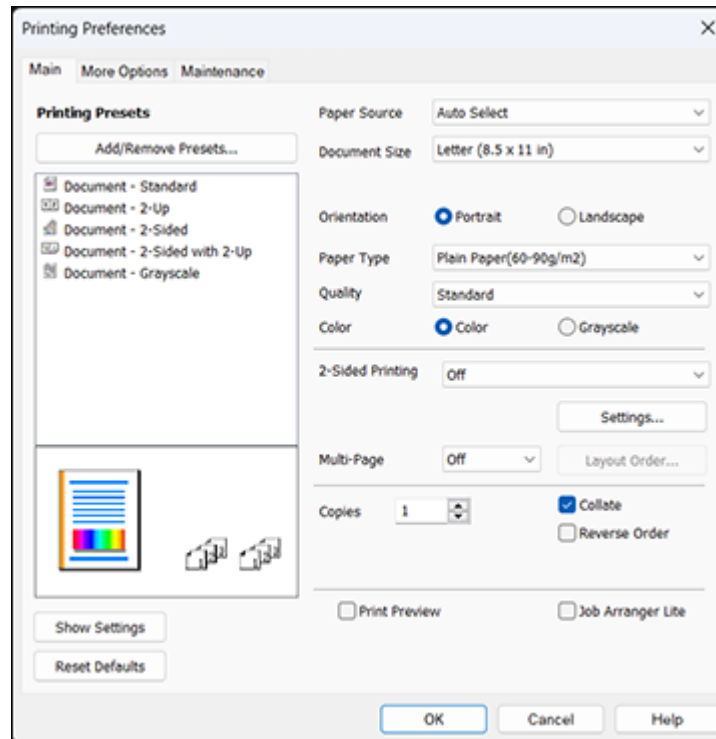 Printing Preferences
Main More Options Maintenance
Printing Presets
Add/Remove Presets...
Document - Standard
Document - 2-Up
Document - 2-Sided
Document - 2-Sided with 2-Up
Document - Grayscale
Show Settings
Reset Defaults
Paper Source Auto Select
Document Size Letter (8.5 x 11 in)
Orientation Portrait Landscape
Paper Type Plain Paper(60-90g/m2)
Quality Standard
Color Color Grayscale
2-Sided Printing Off
Settings...
Multi-Page Off Layout Order...
Copies 1 Collate
Reverse Order
Print Preview Job Arranger Lite
OK Cancel Help